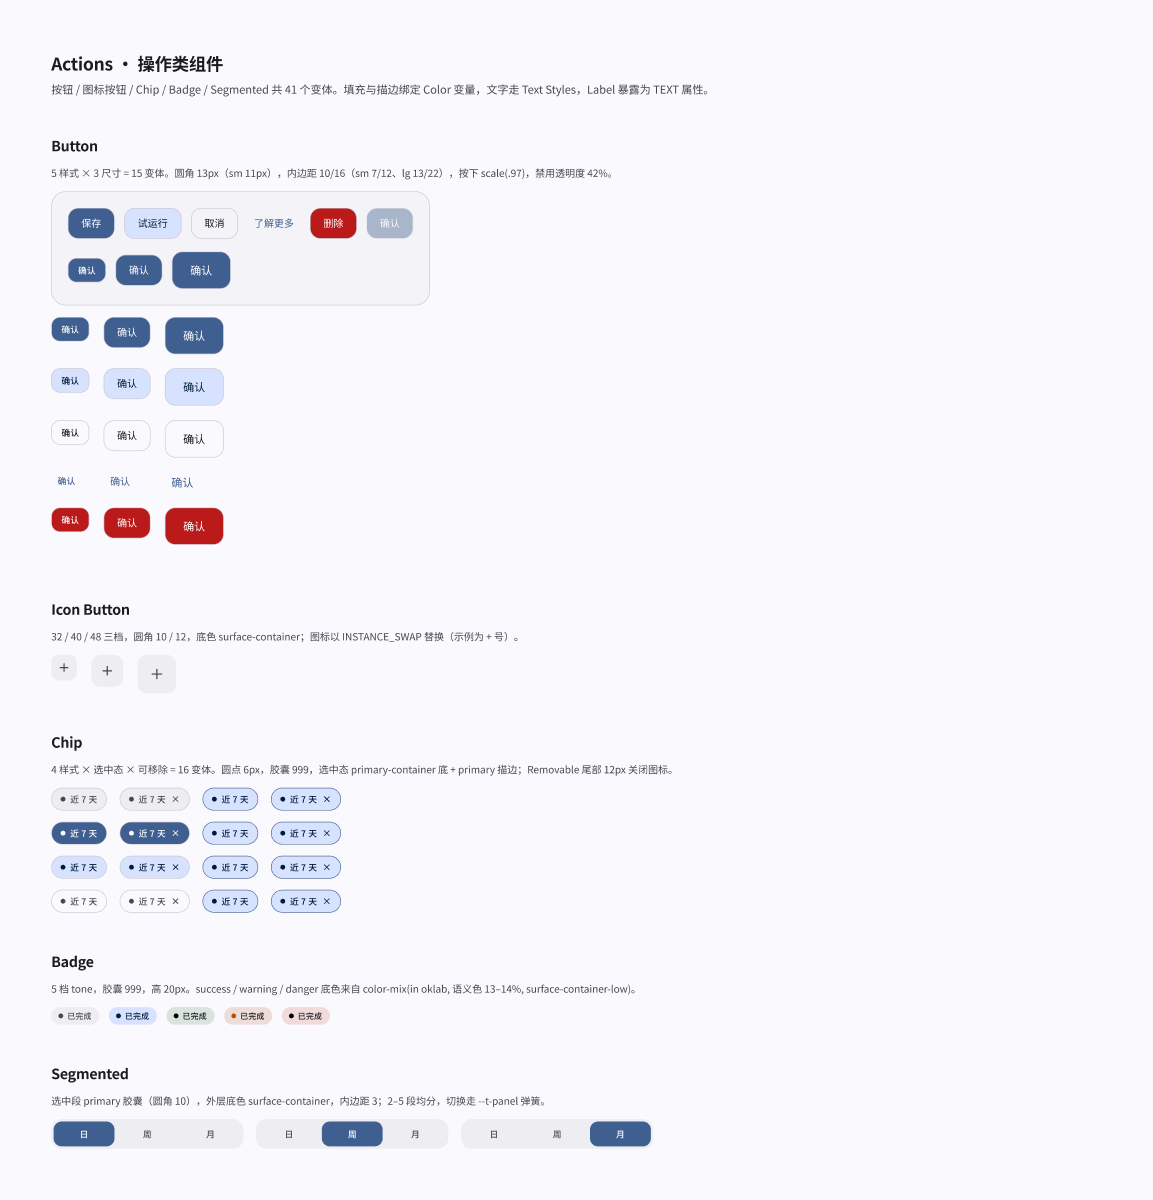 Actions · 操作类组件
按钮 / 图标按钮 / Chip / Badge / Segmented 共 41 个变体。填充与描边绑定 Color 变量，文字走 Text Styles，Label 暴露为 TEXT 属性。
Button
5 样式 × 3 尺寸 = 15 变体。圆角 13px（sm 11px），内边距 10/16（sm 7/12、lg 13/22），按下 scale(.97)，禁用透明度 42%。
保存 试运行 取消 了解更多 删除 确认
确认 确认 确认
确认 确认 确认
确认 确认 确认
确认 确认 确认
确认 确认 确认
确认 确认 确认
Icon Button
32 / 40 / 48 三档，圆角 10 / 12，底色 surface-container；图标以 INSTANCE_SWAP 替换（示例为 + 号）。
Chip
4 样式 × 选中态 × 可移除 = 16 变体。圆点 6px，胶囊 999，选中态 primary-container 底 + primary 描边；Removable 尾部 12px 关闭图标。
近 7 天 近 7 天 近 7 天 近 7 天
近 7 天 近 7 天 近 7 天 近 7 天
近 7 天 近 7 天 近 7 天 近 7 天
近 7 天 近 7 天 近 7 天 近 7 天
Badge
5 档 tone，胶囊 999，高 20px。success / warning / danger 底色来自 color-mix(in oklab, 语义色 13–14%, surface-container-low)。
已完成 已完成 已完成 已完成 已完成
Segmented
选中段 primary 胶囊（圆角 10），外层底色 surface-container，内边距 3；2–5 段均分，切换走 --t-panel 弹簧。
日 周 月 日 周 月 日 周 月